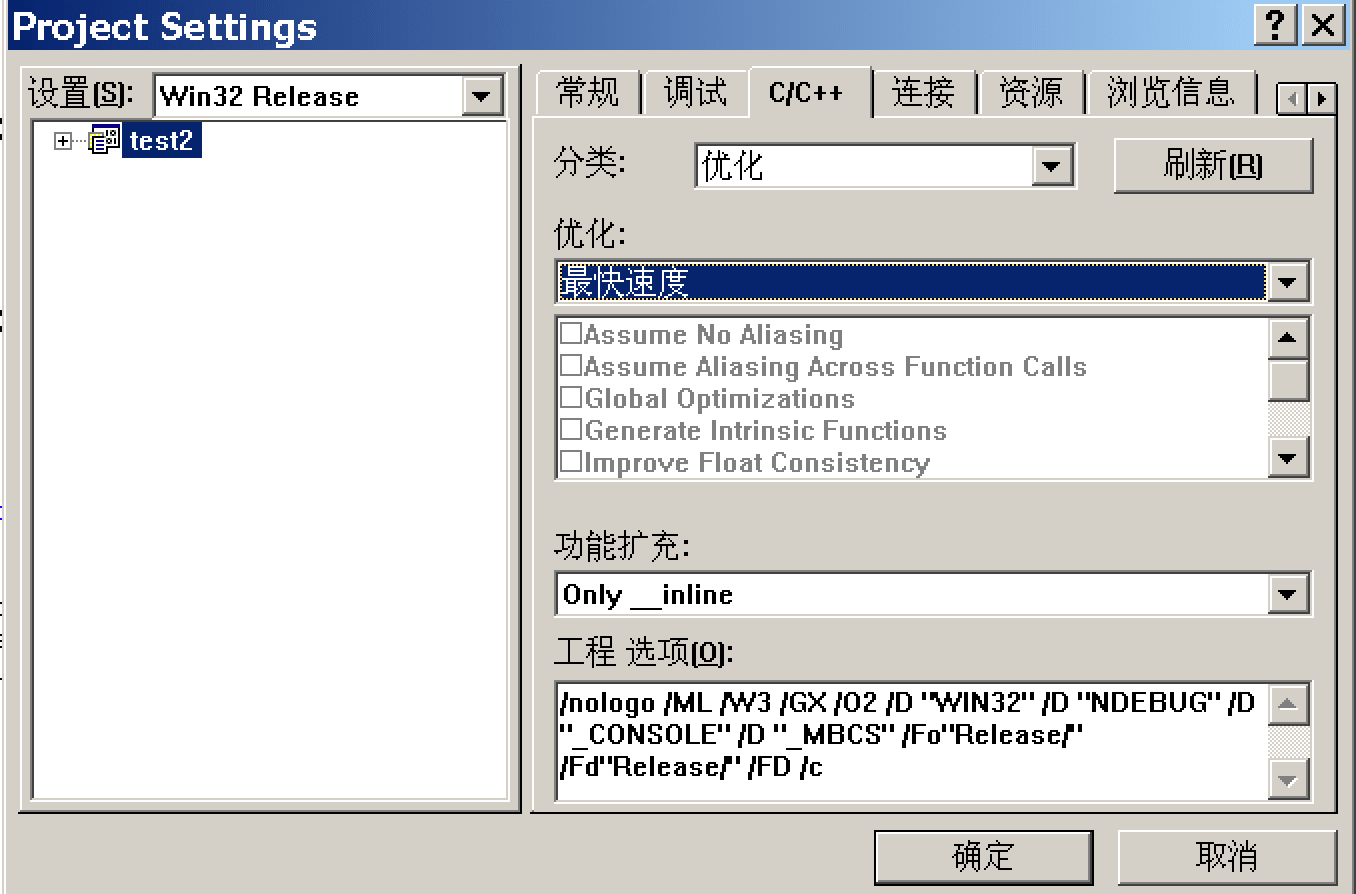 Project Settings
设置(S):
Win32 Release
test2
常规
调试
C/C++
连接
资源
浏览信息
分类:
优化
刷新(R)
优化:
最快速度
Assume No Aliasing
Assume Aliasing Across Function Calls
Global Optimizations
Generate Intrinsic Functions
Improve Float Consistency
功能扩充:
Only __inline
工程 选项(O):
/nologo /ML /W3 /GX /O2 /D "WIN32" /D "NDEBUG" /D
"_CONSOLE" /D "_MBCS" /Fo"Release/"
/Fd"Release/" /FD /c
确定
取消